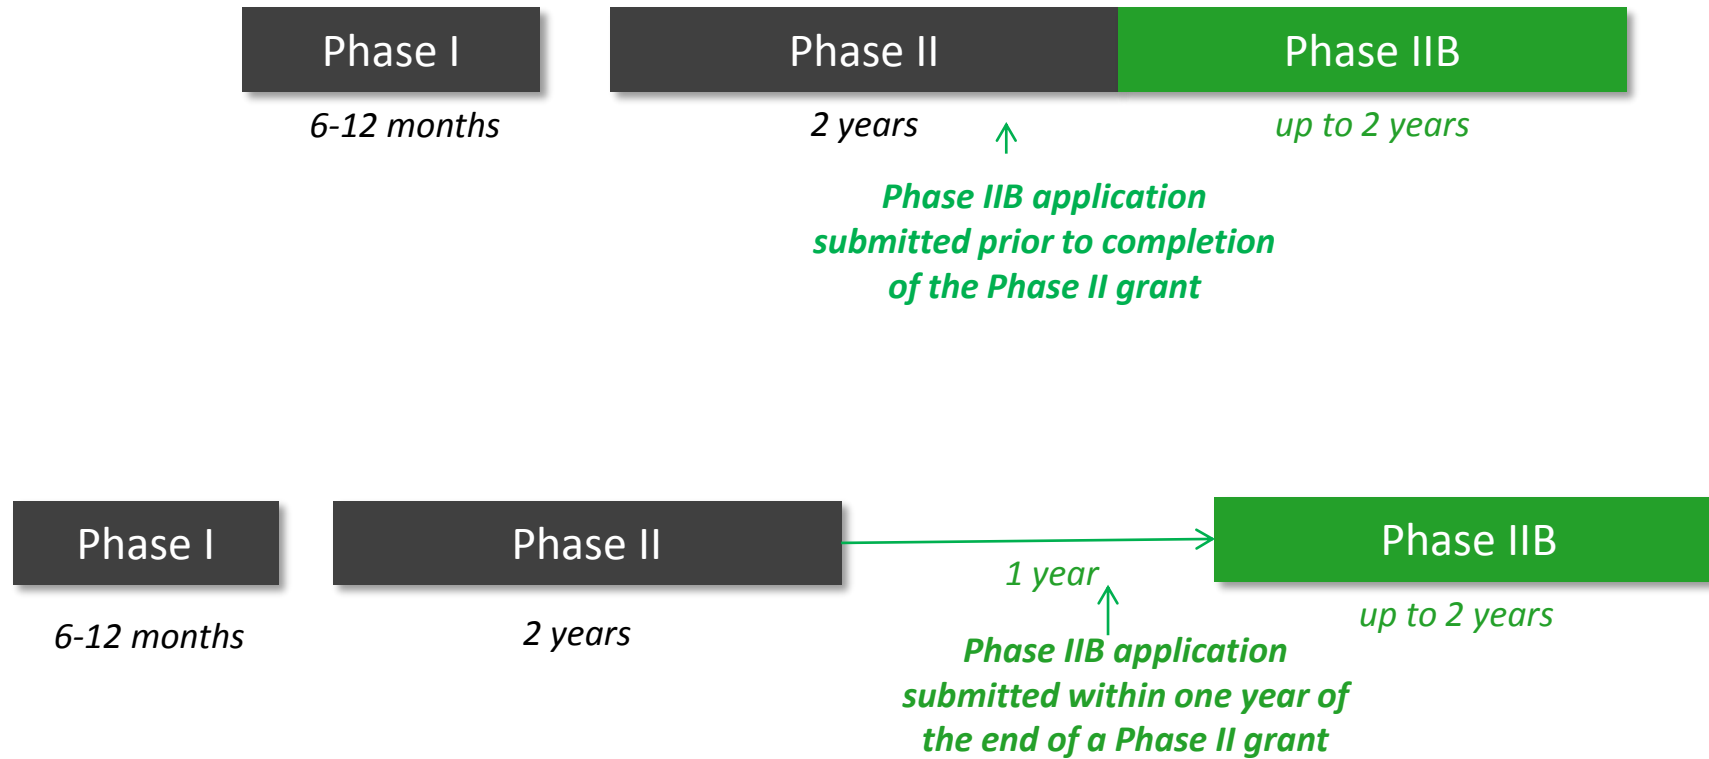 Phase I
Phase II
Phase IIB
6-12 months
2 years
up to 2 years
Phase IIB application
submitted prior to completion
of the Phase II grant
Phase I
Phase II
Phase IIB
1 year
6-12 months
2 years
up to 2 years
Phase IIB application
submitted within one year of
the end of a Phase II grant